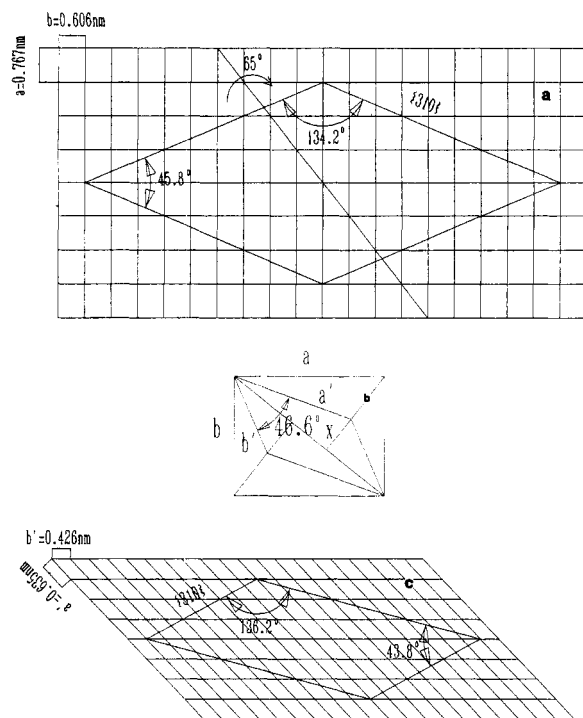 b=0.606nm
a=0.767nm
65°
a
{310}
134.2°
45.8°
a
a'
b
b
46.6°
x
b'
b'=0.426nm
a'=0.635nm
{310}
c
136.2°
43.8°